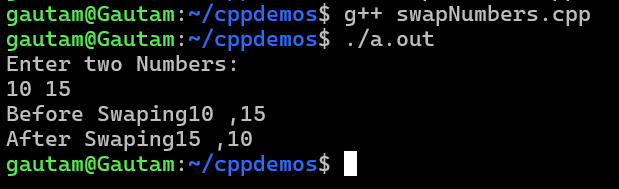 gautam@Gautam:~/cppdemos$ g++ swapNumbers.cpp
gautam@Gautam:~/cppdemos$ ./a.out
Enter two Numbers:
10 15
Before Swaping10 ,15
After Swaping15 ,10
gautam@Gautam:~/cppdemos$